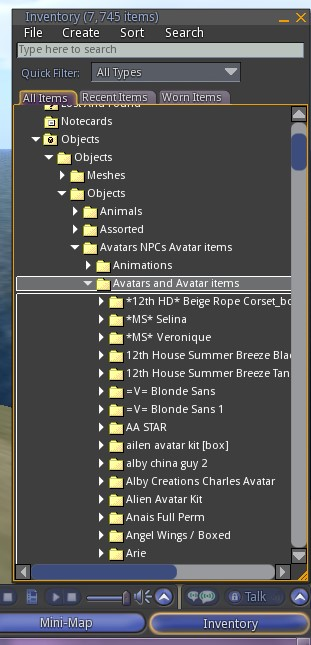 Inventory (7,745 items)
File Create Sort Search
Type here to search
Quick Filter: All Types
All Items Recent Items Worn Items
Lost And Found
Notecards
Objects
Objects
Meshes
Objects
Animals
Assorted
Avatars NPCs Avatar items
Animations
Avatars and Avatar items
*12th HD* Beige Rope Corset_bo
*MS* Selina
*MS* Veronique
12th House Summer Breeze Blac
12th House Summer Breeze Tan
=V= Blonde Sans
=V= Blonde Sans 1
AA STAR
ailen avatar kit [box]
alby china guy 2
Alby Creations Charles Avatar
Alien Avatar Kit
Anais Full Perm
Angel Wings / Boxed
Arie
Talk
Mini-Map Inventory